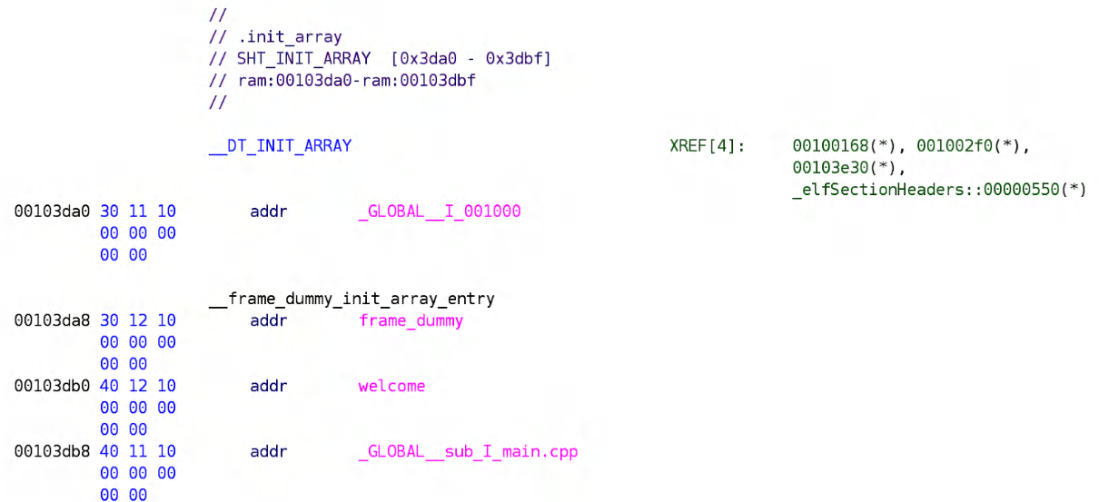 //
// .init_array
// SHT_INIT_ARRAY [0x3da0 - 0x3dbf]
// ram:00103da0-ram:00103dbf
//
__DT_INIT_ARRAY XREF[4]: 00100168(*), 001002f0(*),
00103e30(*),
_elfSectionHeaders::00000550(*)
00103da0 30 11 10 addr _GLOBAL__I_001000
00 00 00
00 00
__frame_dummy_init_array_entry
00103da8 30 12 10 addr frame_dummy
00 00 00
00 00
00103db0 40 12 10 addr welcome
00 00 00
00 00
00103db8 40 11 10 addr _GLOBAL__sub_I_main.cpp
00 00 00
00 00